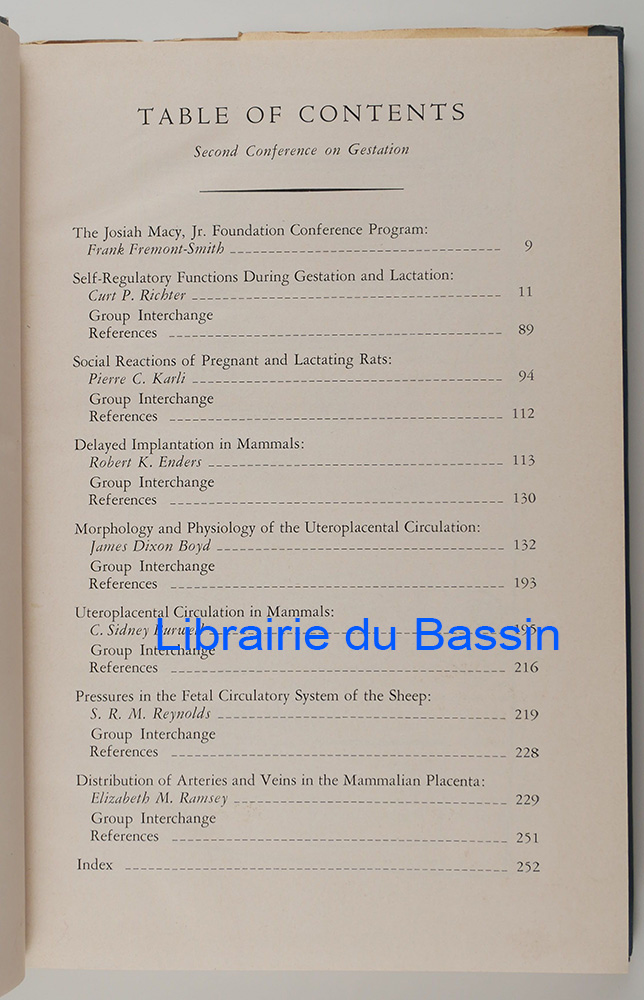 TABLE OF CONTENTS
Second Conference on Gestation
The Josiah Macy, Jr. Foundation Conference Program:
Frank Fremont-Smith 9
Self-Regulatory Functions During Gestation and Lactation:
Curt P. Richter 11
Group Interchange
References 89
Social Reactions of Pregnant and Lactating Rats:
Pierre C. Karli 94
Group Interchange
References 112
Delayed Implantation in Mammals:
Robert K. Enders 113
Group Interchange
References 130
Morphology and Physiology of the Uteroplacental Circulation:
James Dixon Boyd 132
Group Interchange
References 193
Uteroplacental Circulation in Mammals:
C. Sidney 195
Librairie du Bassin
Group Interchange
References 216
Pressures in the Fetal Circulatory System of the Sheep:
S. R. M. Reynolds 219
Group Interchange
References 228
Distribution of Arteries and Veins in the Mammalian Placenta:
Elizabeth M. Ramsey 229
Group Interchange
References 251
Index 252